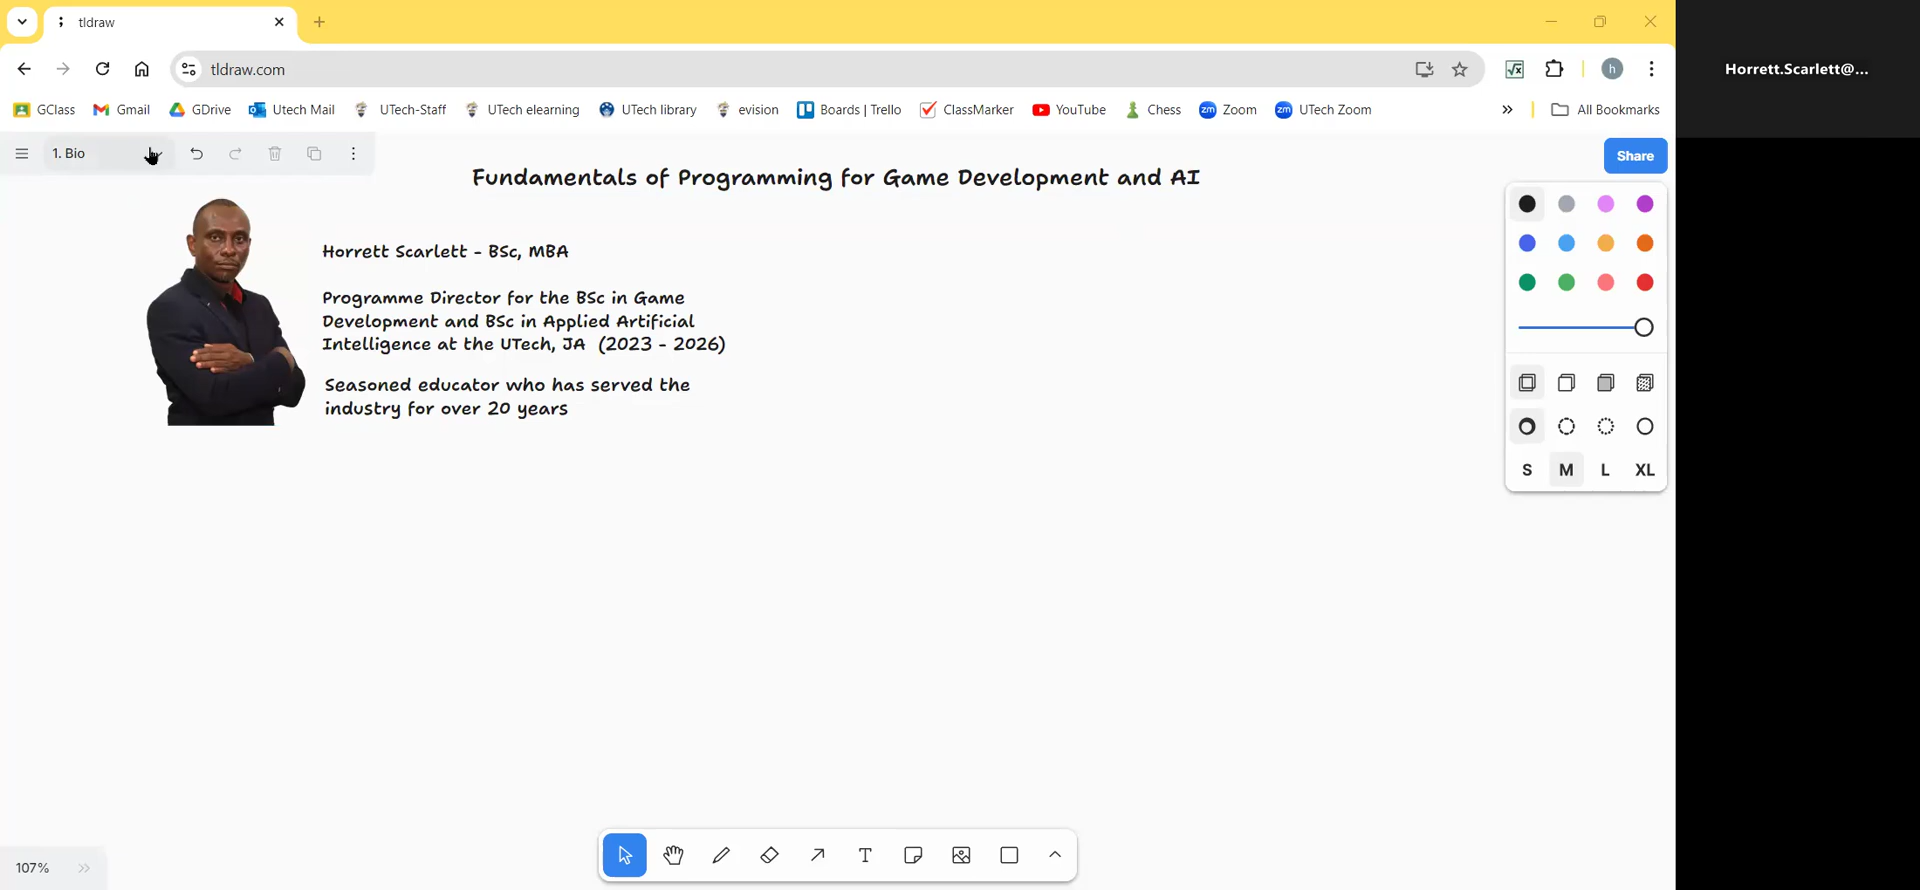 tldraw
Horrett.Scarlett@...
tldraw.com
h
GClass
Gmail
GDrive
Utech Mail
UTech-Staff
UTech elearning
UTech library
evision
Boards | Trello
ClassMarker
YouTube
Chess
Zoom
UTech Zoom
All Bookmarks
1. Bio
Share
Fundamentals of Programming for Game Development and AI
Horrett Scarlett - BSc, MBA
Programme Director for the BSc in Game
Development and BSc in Applied Artificial
Intelligence at the UTech, JA (2023 - 2026)
Seasoned educator who has served the
industry for over 20 years
S M L XL
107%